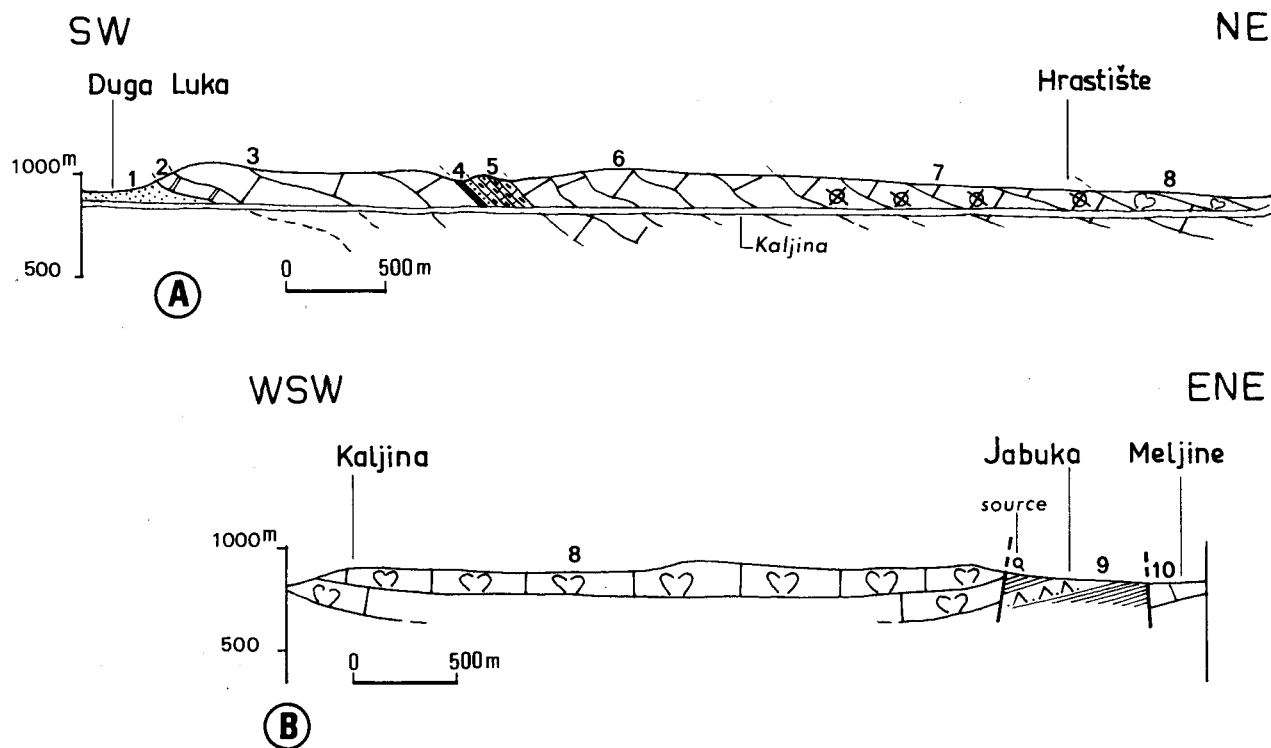 SW NE
Duga Luka Hrastište
1000m 1 2 3 4 5 6 7 8
500 0 500m Kaljina
A
WSW ENE
Kaljina Jabuka Meljine
source
1000m 8 9 10
500 0 500m
B